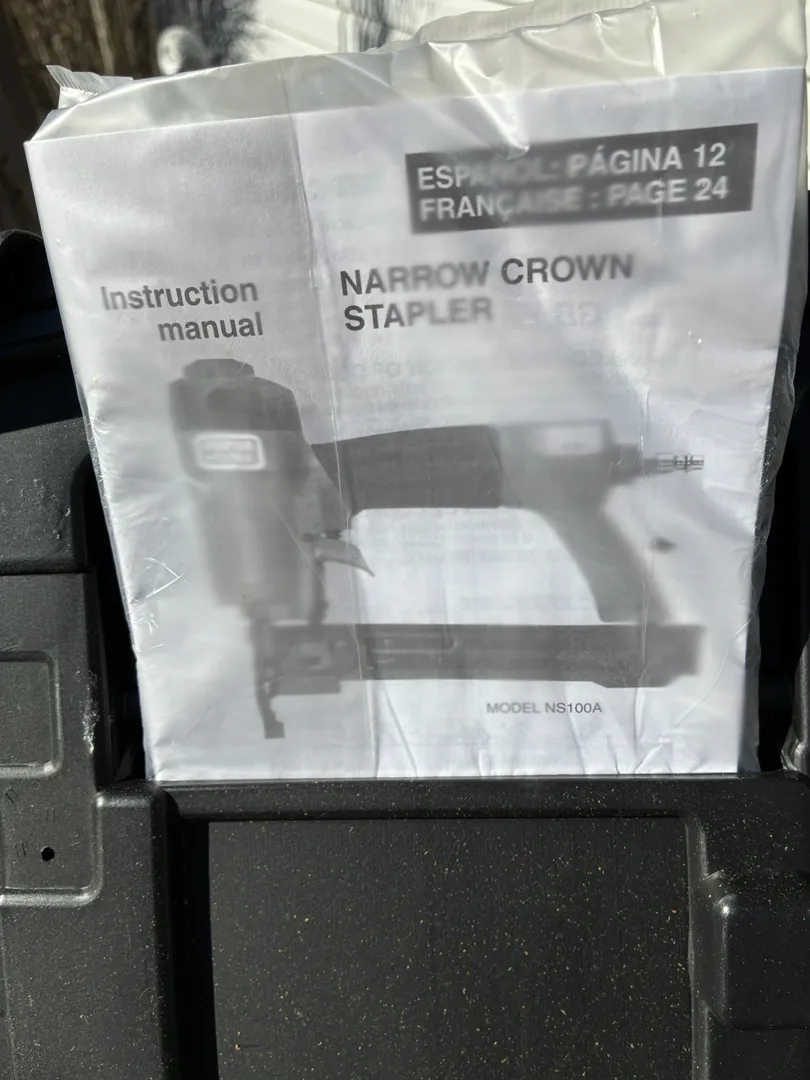 ESPAÑOL: PÁGINA 12
FRANÇAISE : PAGE 24
Instruction
manual
NARROW CROWN
STAPLER
MODEL NS100A